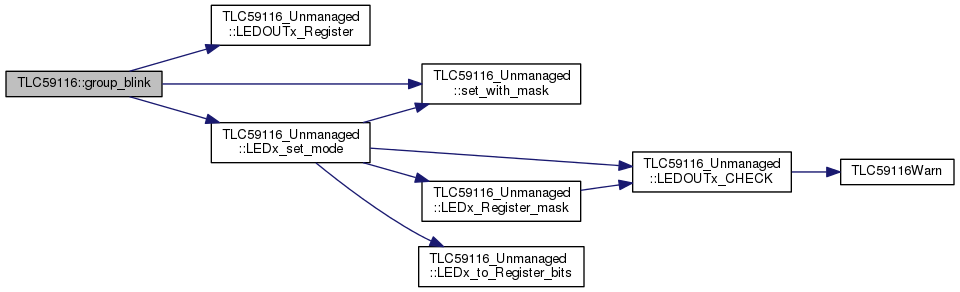 TLC59116::group_blink
TLC59116_Unmanaged
::LEDOUTx_Register
TLC59116_Unmanaged
::set_with_mask
TLC59116_Unmanaged
::LEDx_set_mode
TLC59116_Unmanaged
::LEDx_Register_mask
TLC59116_Unmanaged
::LEDx_to_Register_bits
TLC59116_Unmanaged
::LEDOUTx_CHECK
TLC59116Warn